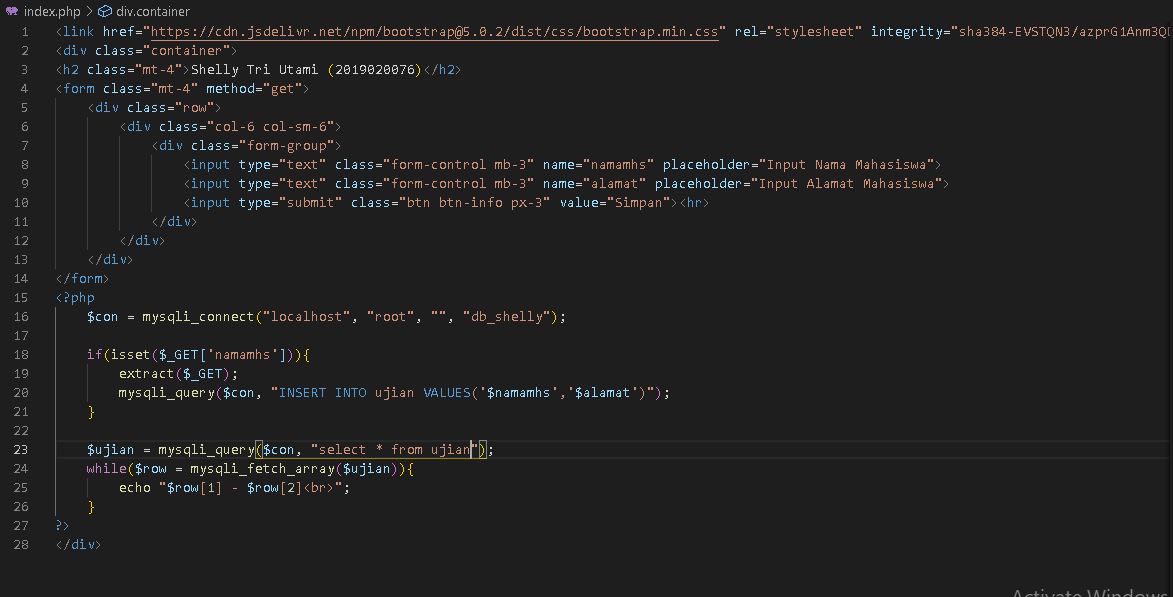 index.php > div.container
1 <link href="https://cdn.jsdelivr.net/npm/bootstrap@5.0.2/dist/css/bootstrap.min.css" rel="stylesheet" integrity="sha384-EVSTQN3/azprG1Anm3QD
2 <div class="container">
3 <h2 class="mt-4">Shelly Tri Utami (2019020076)</h2>
4 <form class="mt-4" method="get">
5 <div class="row">
6 <div class="col-6 col-sm-6">
7 <div class="form-group">
8 <input type="text" class="form-control mb-3" name="namamhs" placeholder="Input Nama Mahasiswa">
9 <input type="text" class="form-control mb-3" name="alamat" placeholder="Input Alamat Mahasiswa">
10 <input type="submit" class="btn btn-info px-3" value="Simpan"><hr>
11 </div>
12 </div>
13 </div>
14 </form>
15 <?php
16 $con = mysqli_connect("localhost", "root", "", "db_shelly");
17
18 if(isset($_GET['namamhs'])){
19 extract($_GET);
20 mysqli_query($con, "INSERT INTO ujian VALUES('$namamhs','$alamat')");
21 }
22
23 $ujian = mysqli_query($con, "select * from ujian");
24 while($row = mysqli_fetch_array($ujian)){
25 echo "$row[1] - $row[2]<br>";
26 }
27 ?>
28 </div>
Activate Windows